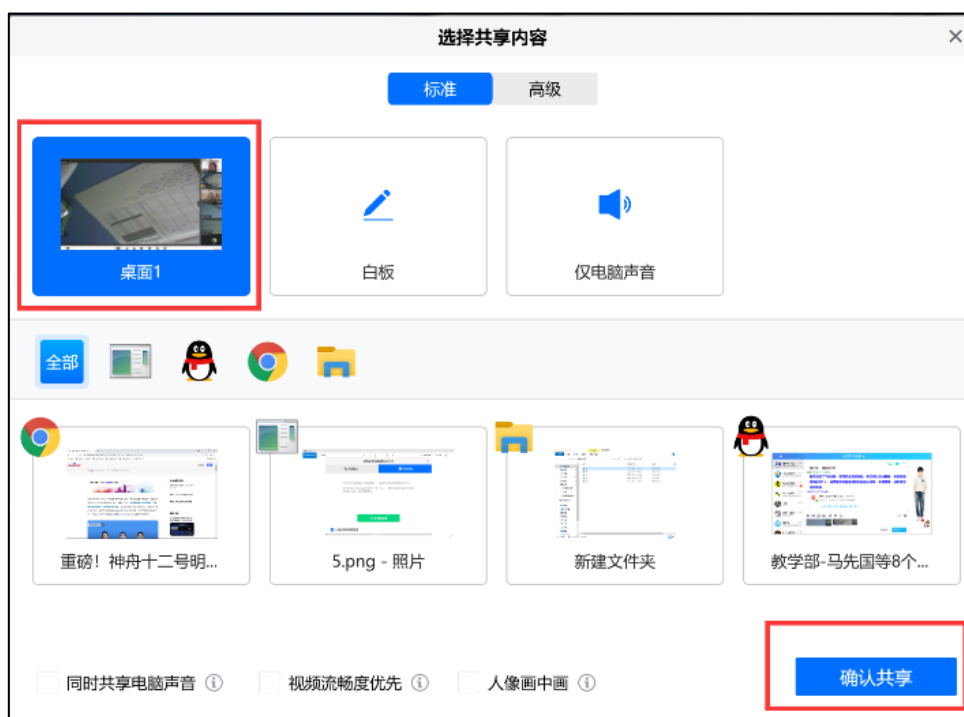 选择共享内容
标准 高级
桌面1 白板 仅电脑声音
全部
重磅！神舟十二号明... 5.png - 照片 新建文件夹 教学部-马先国等8个...
同时共享电脑声音 视频流畅度优先 人像画中画 确认共享